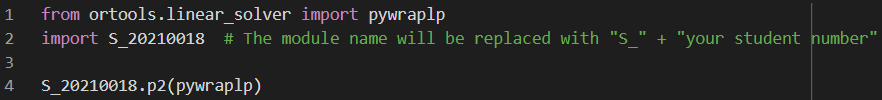 1 from ortools.linear_solver import pywraplp
2 import S_20210018  # The module name will be replaced with "S_" + "your student number"
3
4 S_20210018.p2(pywraplp)